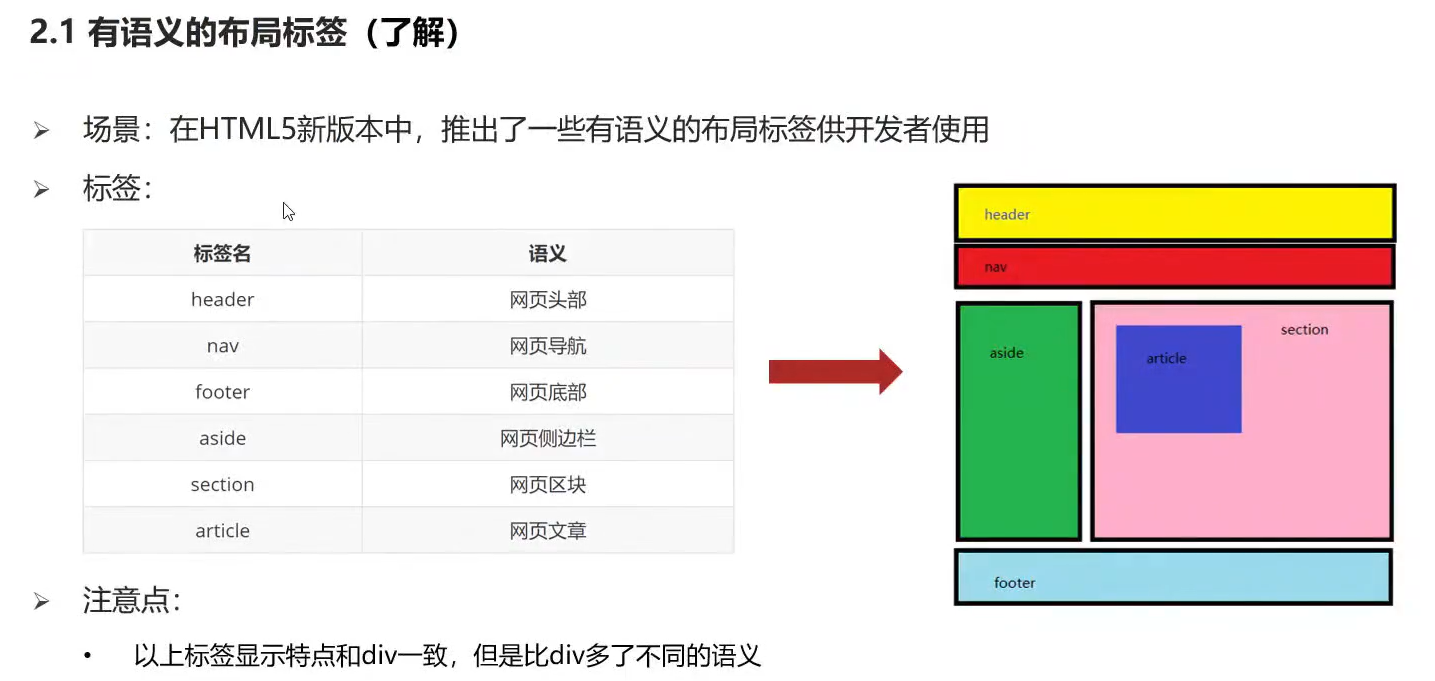 2.1 有语义的布局标签（了解）
场景：在HTML5新版本中，推出了一些有语义的布局标签供开发者使用
标签：
标签名 语义
header 网页头部
nav 网页导航
footer 网页底部
aside 网页侧边栏
section 网页区块
article 网页文章
header
nav
aside
section
article
footer
注意点：
以上标签显示特点和div一致，但是比div多了不同的语义